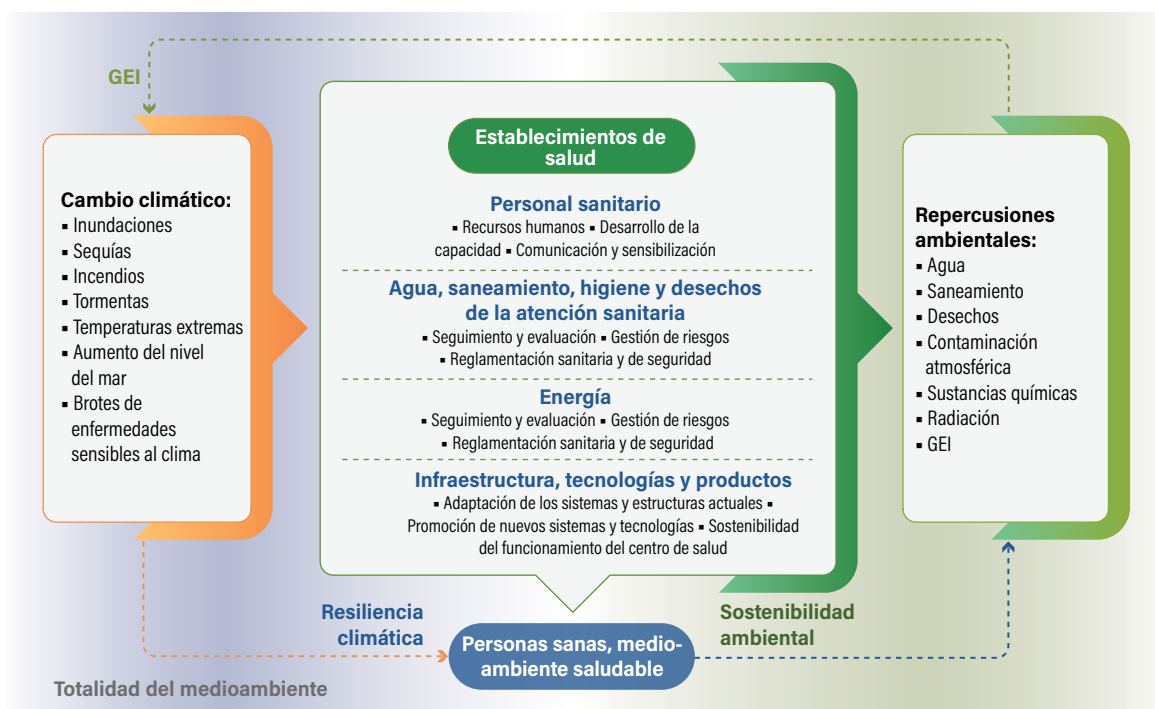 GEI
Cambio climático:
▪ Inundaciones
▪ Sequías
▪ Incendios
▪ Tormentas
▪ Temperaturas extremas
▪ Aumento del nivel
del mar
▪ Brotes de
enfermedades
sensibles al clima
Establecimientos de
salud
Personal sanitario
▪ Recursos humanos ▪ Desarrollo de la
capacidad ▪ Comunicación y sensibilización
Agua, saneamiento, higiene y desechos
de la atención sanitaria
▪ Seguimiento y evaluación ▪ Gestión de riesgos
▪ Reglamentación sanitaria y de seguridad
Energía
▪ Seguimiento y evaluación ▪ Gestión de riesgos
▪ Reglamentación sanitaria y de seguridad
Infraestructura, tecnologías y productos
▪ Adaptación de los sistemas y estructuras actuales ▪
Promoción de nuevos sistemas y tecnologías ▪ Sostenibilidad
del funcionamiento del centro de salud
Repercusiones
ambientales:
▪ Agua
▪ Saneamiento
▪ Desechos
▪ Contaminación
atmosférica
▪ Sustancias químicas
▪ Radiación
▪ GEI
Resiliencia
climática
Personas sanas, medio-
ambiente saludable
Sostenibilidad
ambiental
Totalidad del medioambiente